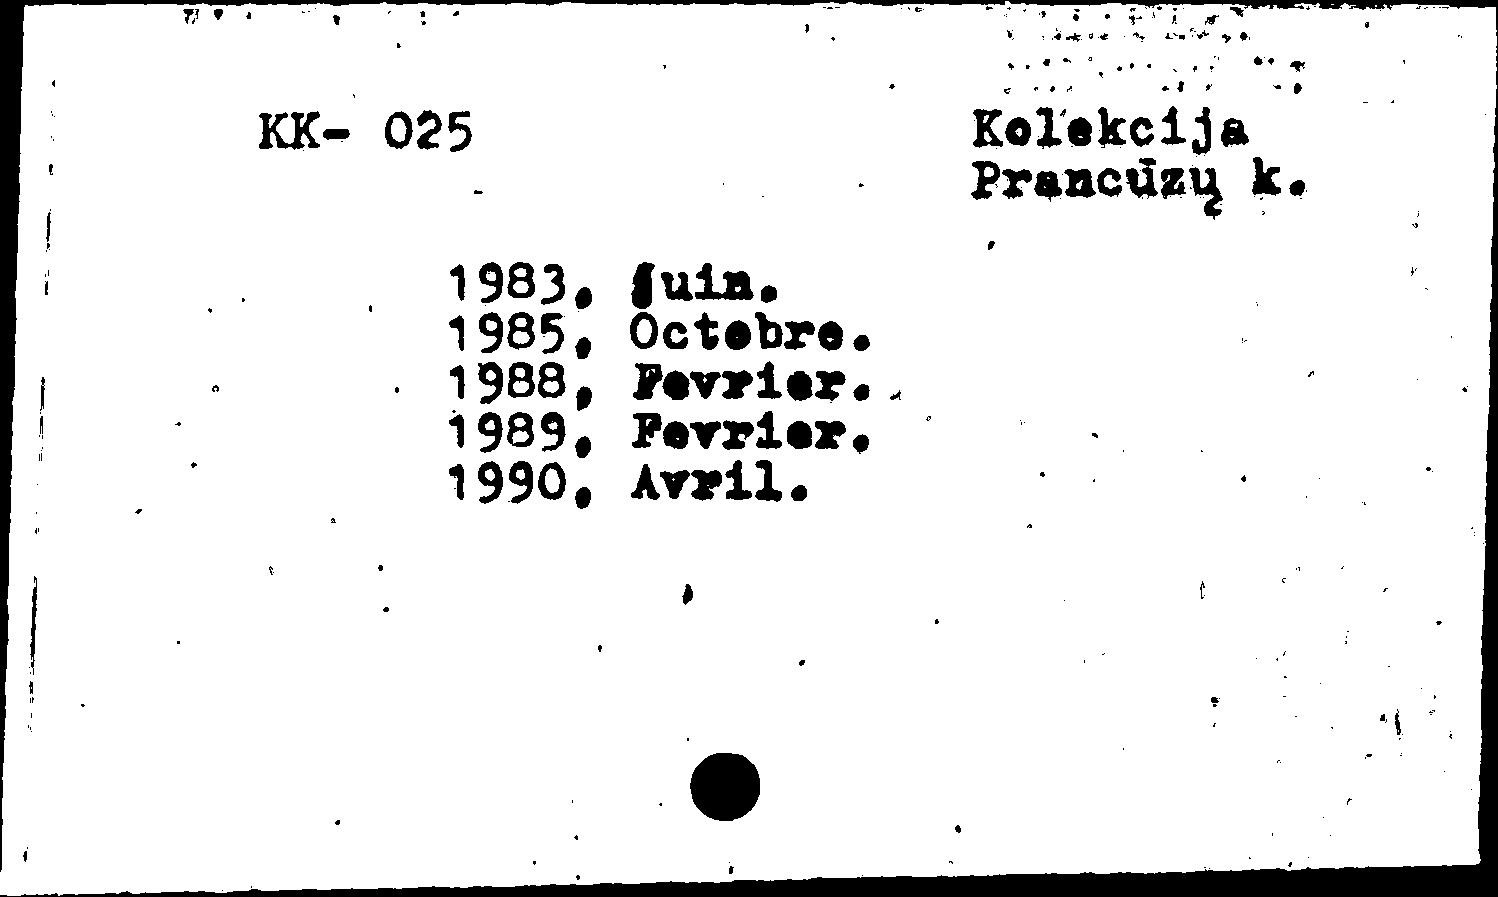 KK- 025
Kolekcija
Prancūzų k.
1983, Juin.
1985, Octobre.
1988, Fevrier.
1989, Fevrier.
1990, Avril.